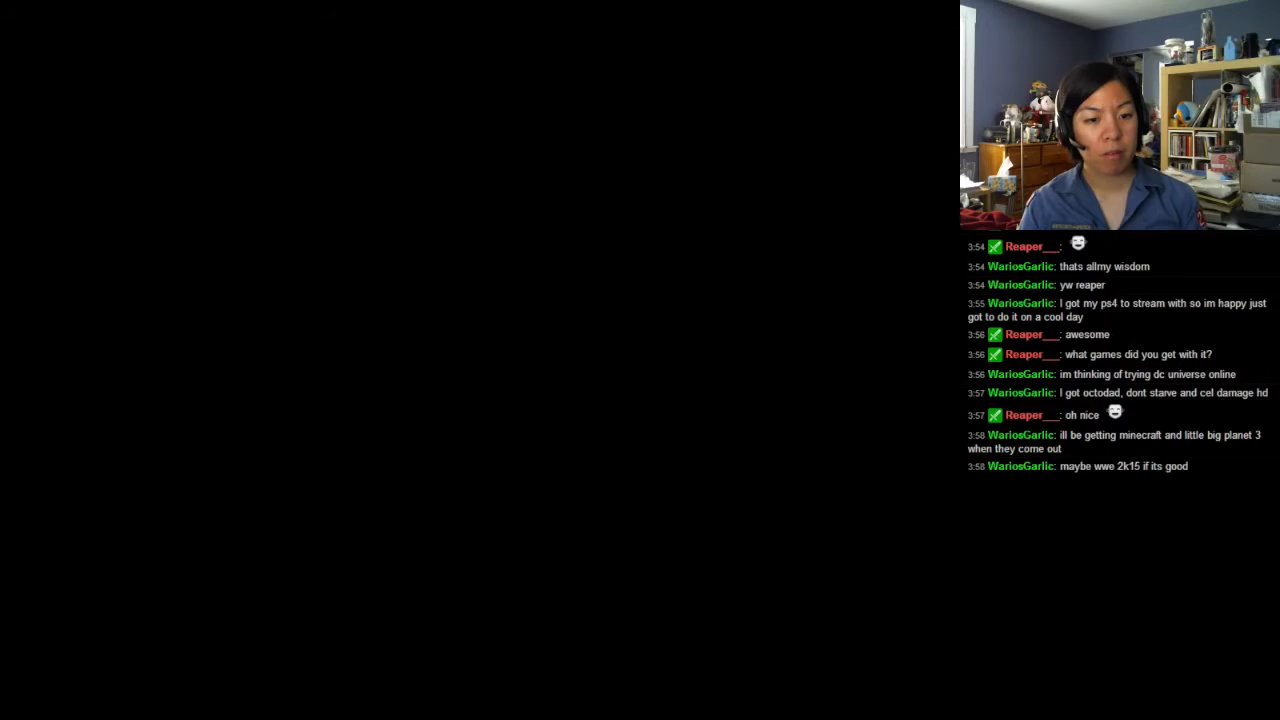 3:54 Reaper___:
3:54 WariosGarlic: thats allmy wisdom
3:54 WariosGarlic: yw reaper
3:55 WariosGarlic: I got my ps4 to stream with so im happy just
got to do it on a cool day
3:56 Reaper___: awesome
3:56 Reaper___: what games did you get with it?
3:56 WariosGarlic: im thinking of trying dc universe online
3:57 WariosGarlic: I got octodad, dont starve and cel damage hd
3:57 Reaper___: oh nice
3:58 WariosGarlic: ill be getting minecraft and little big planet 3
when they come out
3:58 WariosGarlic: maybe wwe 2k15 if its good